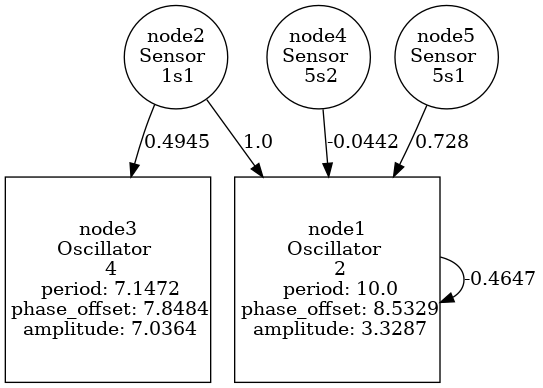 node2
Sensor
1s1
node4
Sensor
5s2
node5
Sensor
5s1
0.4945
1.0
-0.0442
0.728
node3
Oscillator
4
period: 7.1472
phase_offset: 7.8484
amplitude: 7.0364
node1
Oscillator
2
period: 10.0
phase_offset: 8.5329
amplitude: 3.3287
-0.4647